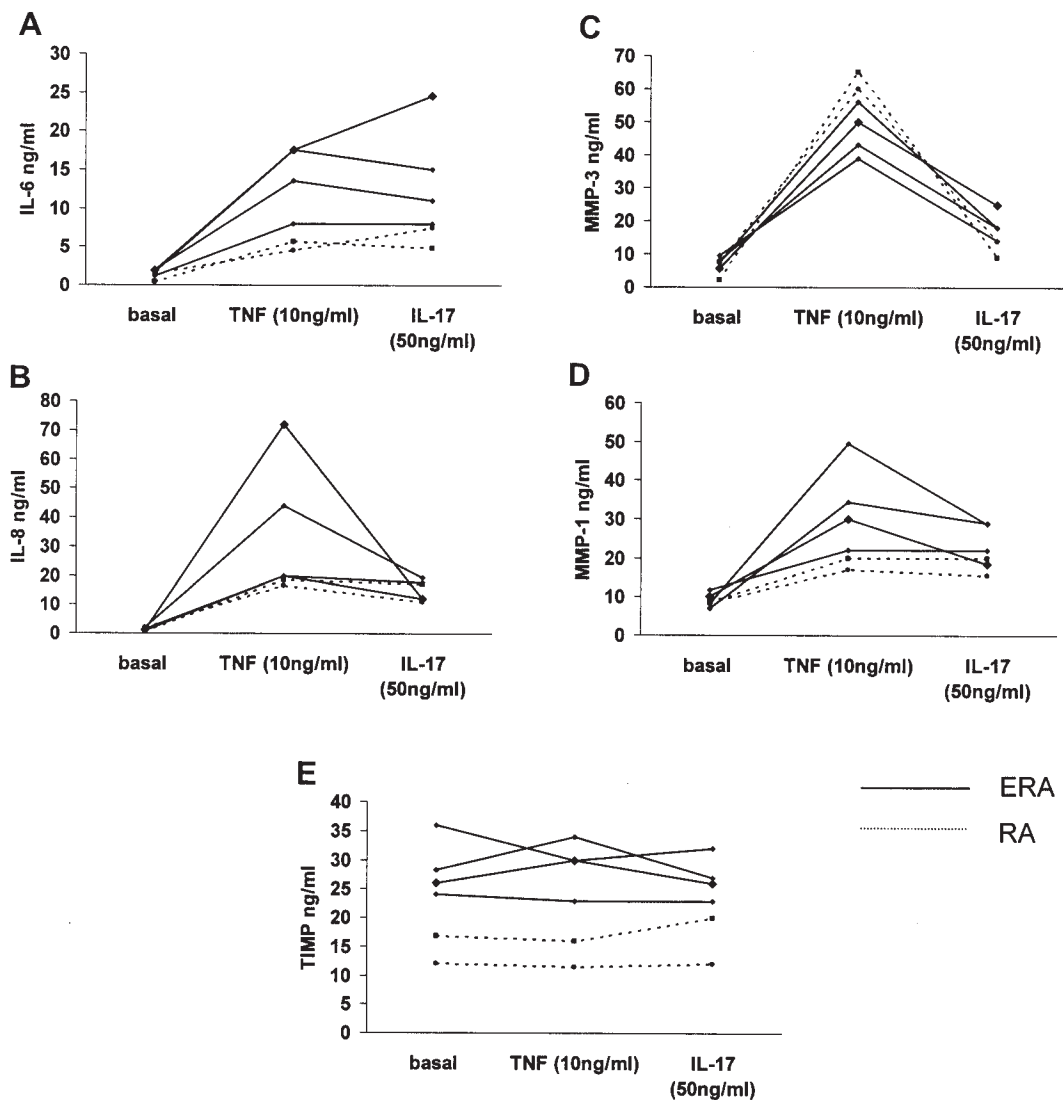 A
IL-6 ng/ml
30
25
20
15
10
5
0
basal TNF (10ng/ml) IL-17
(50ng/ml)
B
IL-8 ng/ml
80
70
60
50
40
30
20
10
0
basal TNF (10ng/ml) IL-17
(50ng/ml)
C
MMP-3 ng/ml
70
60
50
40
30
20
10
0
basal TNF (10ng/ml) IL-17
(50ng/ml)
D
MMP-1 ng/ml
60
50
40
30
20
10
0
basal TNF (10ng/ml) IL-17
(50ng/ml)
E
TIMP ng/ml
40
35
30
25
20
15
10
5
0
basal TNF (10ng/ml) IL-17
(50ng/ml)
ERA
RA